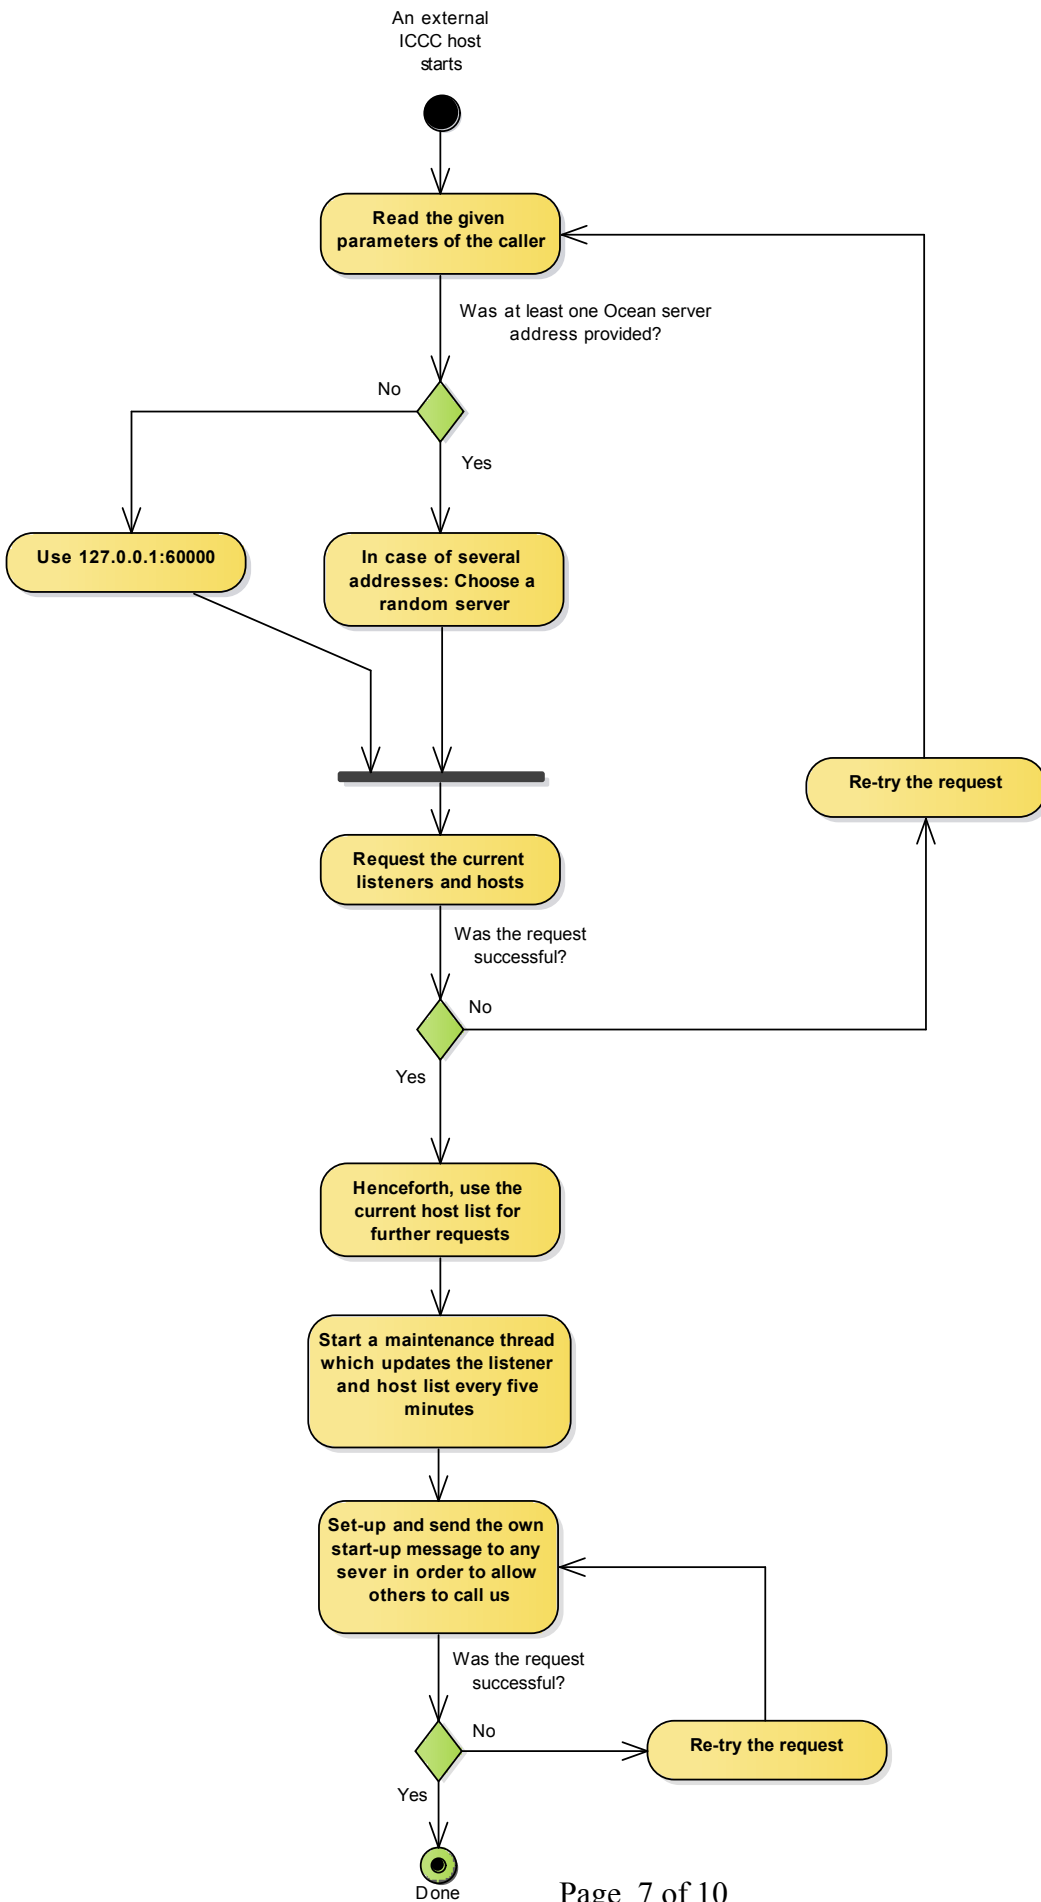 An external
ICCC host
starts
Read the given
parameters of the caller
Was at least one Ocean server
address provided?
No
Yes
Use 127.0.0.1:60000
In case of several
addresses: Choose a
random server
Re-try the request
Request the current
listeners and hosts
Was the request
successful?
No
Yes
Henceforth, use the
current host list for
further requests
Start a maintenance thread
which updates the listener
and host list every five
minutes
Set-up and send the own
start-up message to any
sever in order to allow
others to call us
Was the request
successful?
No
Re-try the request
Yes
Done
Page 7 of 10